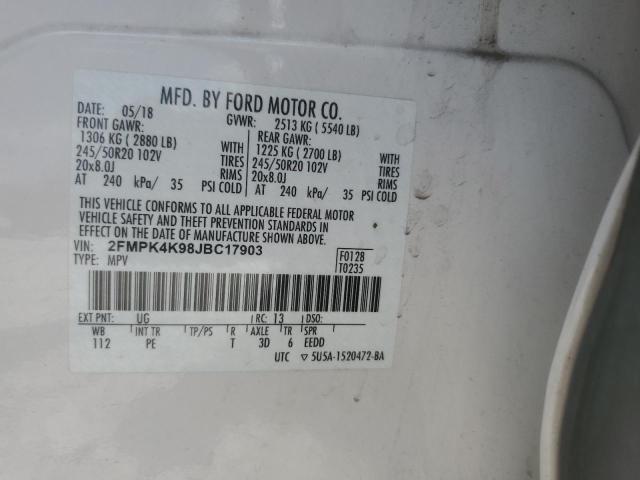 MFD. BY FORD MOTOR CO.
DATE: 05/18 GVWR: 2513 KG ( 5540 LB)
FRONT GAWR: REAR GAWR:
1306 KG ( 2880 LB) WITH 1225 KG ( 2700 LB) WITH
245/50R20 102V TIRES 245/50R20 102V TIRES
20x8.0J RIMS 20x8.0J RIMS
AT 240 kPa/ 35 PSI COLD AT 240 kPa/ 35 PSI COLD
THIS VEHICLE CONFORMS TO ALL APPLICABLE FEDERAL MOTOR
VEHICLE SAFETY AND THEFT PREVENTION STANDARDS IN
EFFECT ON THE DATE OF MANUFACTURE SHOWN ABOVE.
VIN: 2FMPK4K98JBC17903 F0128
TYPE: MPV T0235
EXT PNT: UG RC: 13 DSO:
WB INT TR TP/PS R AXLE TR SPR
112 PE T 3D 6 EEDD
UTC ▽ 5U5A-1520472-BA